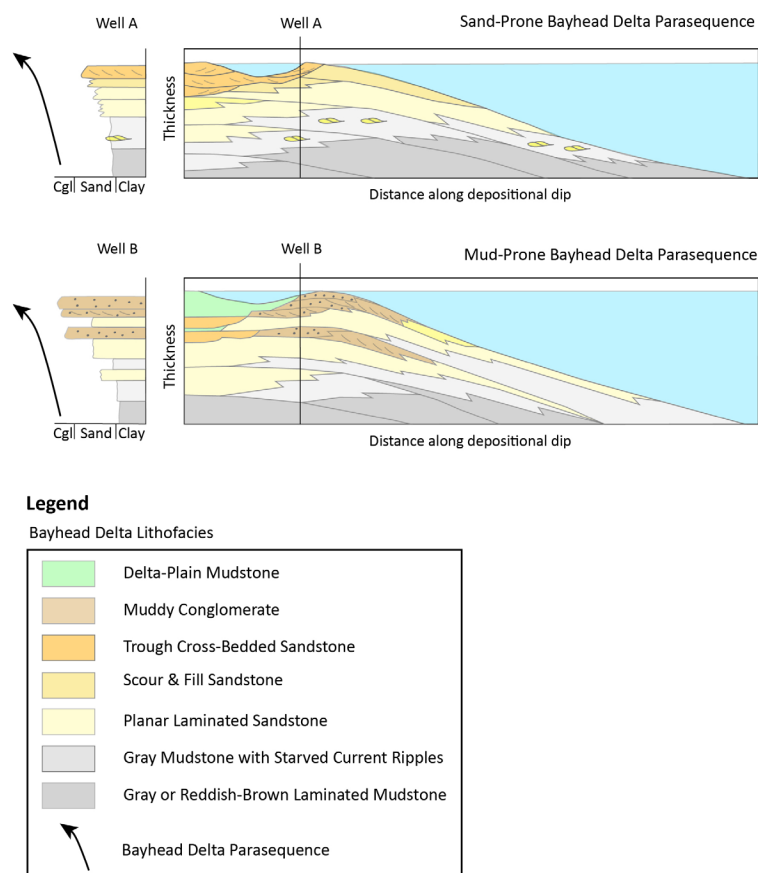 Well A
Well A
Sand-Prone Bayhead Delta Parasequence
Thickness
Cgl Sand Clay
Distance along depositional dip
Well B
Well B
Mud-Prone Bayhead Delta Parasequence
Thickness
Cgl Sand Clay
Distance along depositional dip
Legend
Bayhead Delta Lithofacies
Delta-Plain Mudstone
Muddy Conglomerate
Trough Cross-Bedded Sandstone
Scour & Fill Sandstone
Planar Laminated Sandstone
Gray Mudstone with Starved Current Ripples
Gray or Reddish-Brown Laminated Mudstone
Bayhead Delta Parasequence